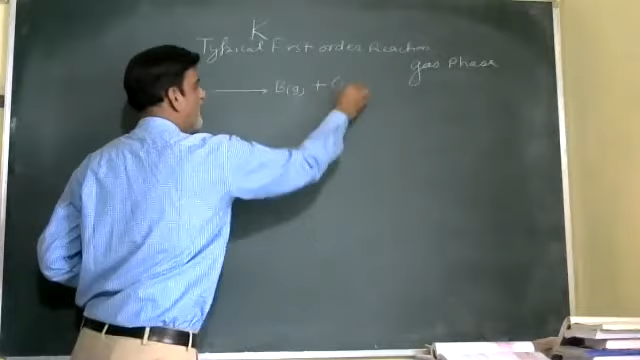 K
Typical First order Reaction
gas Phase
⟶ B(g) + C